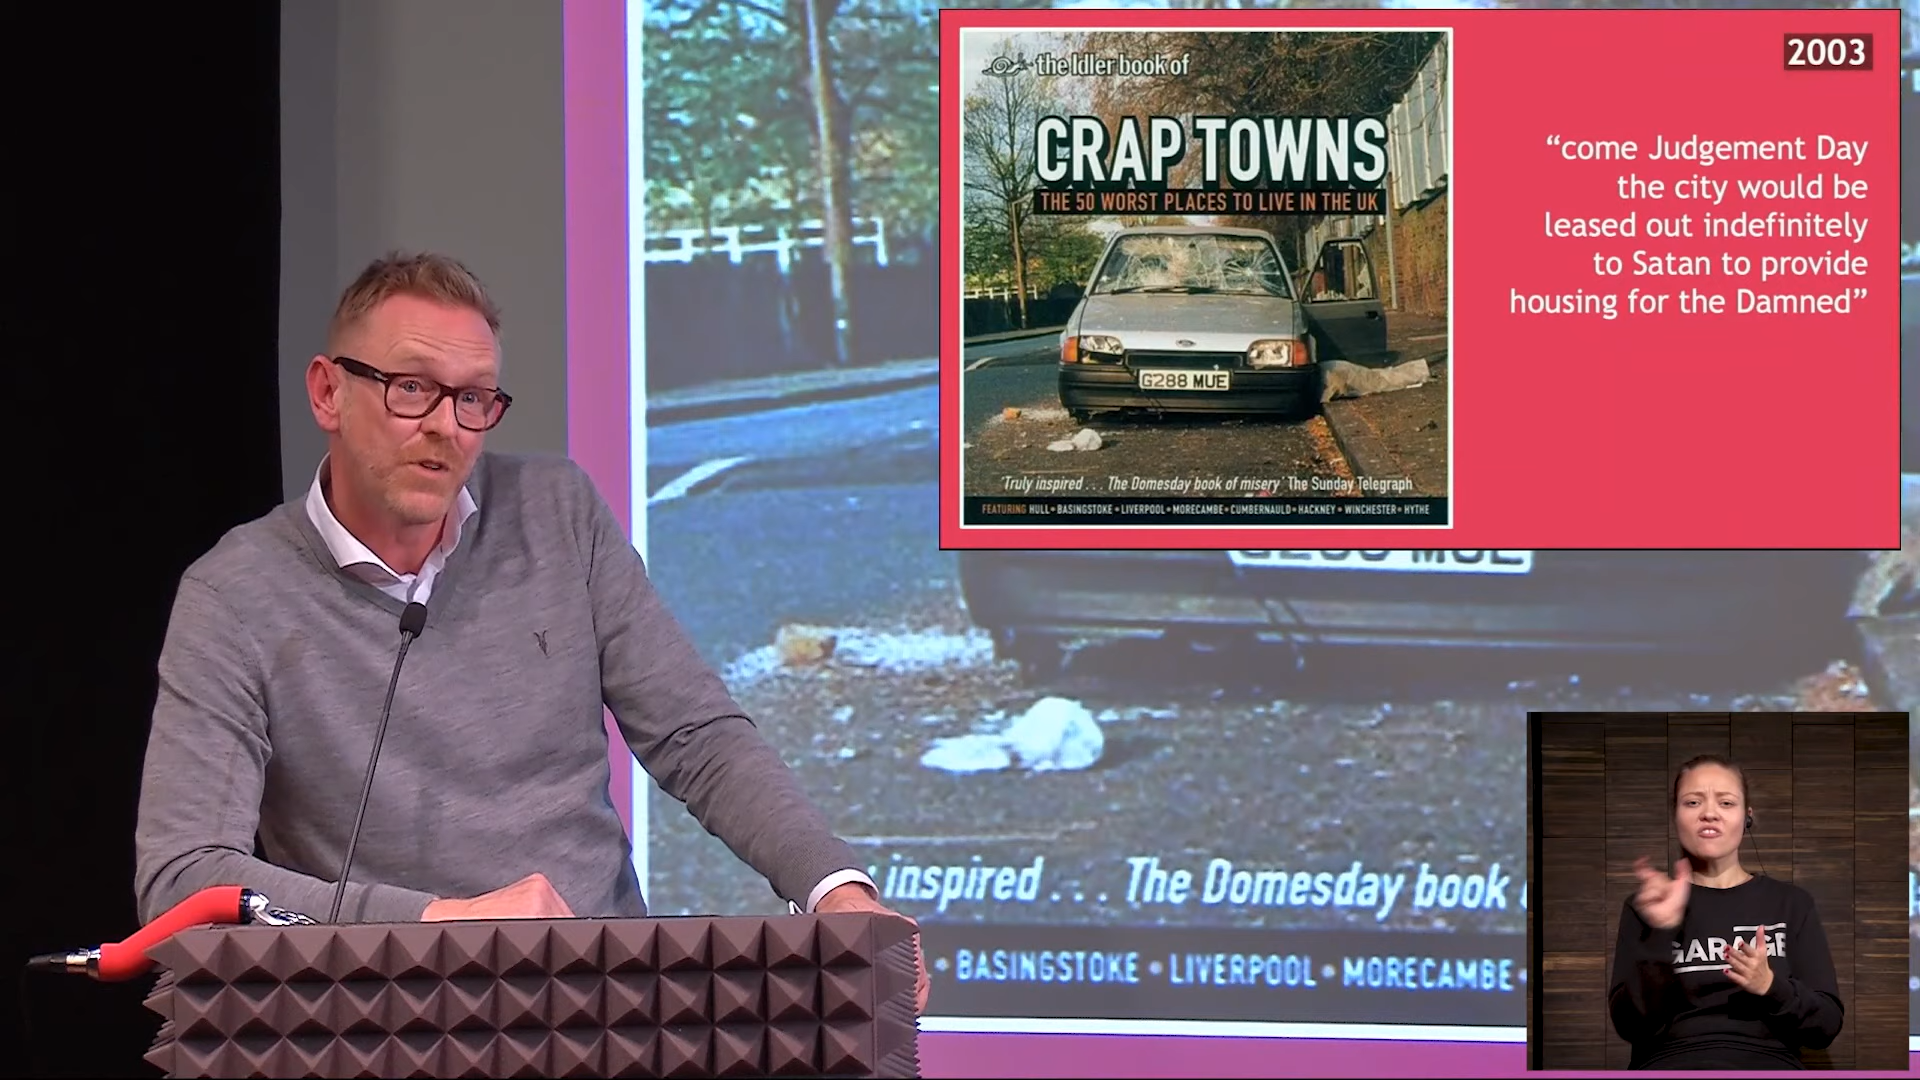 2003
the Idler book of
CRAP TOWNS
THE 50 WORST PLACES TO LIVE IN THE UK
G288 MUE
'Truly inspired . . . The Domesday book of misery' The Sunday Telegraph
FEATURING HULL • BASINGSTOKE • LIVERPOOL • MORECAMBE • CUMBERNAULD • HACKNEY • WINCHESTER • HYTHE
“come Judgement Day
the city would be
leased out indefinitely
to Satan to provide
housing for the Damned”
G288 MUE
inspired . . . The Domesday book
• BASINGSTOKE • LIVERPOOL • MORECAMBE •
GARAGE